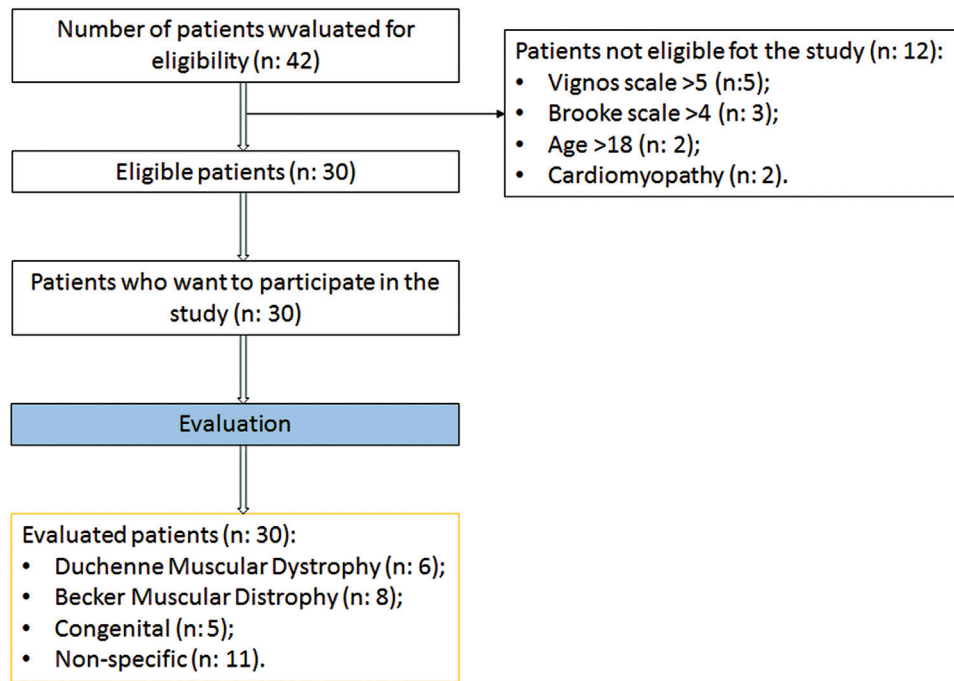 Number of patients wvaluated for
eligibility (n: 42)
Patients not eligible fot the study (n: 12):
• Vignos scale >5 (n:5);
• Brooke scale >4 (n: 3);
• Age >18 (n: 2);
• Cardiomyopathy (n: 2).
Eligible patients (n: 30)
Patients who want to participate in the
study (n: 30)
Evaluation
Evaluated patients (n: 30):
• Duchenne Muscular Dystrophy (n: 6);
• Becker Muscular Distrophy (n: 8);
• Congenital (n: 5);
• Non-specific (n: 11).